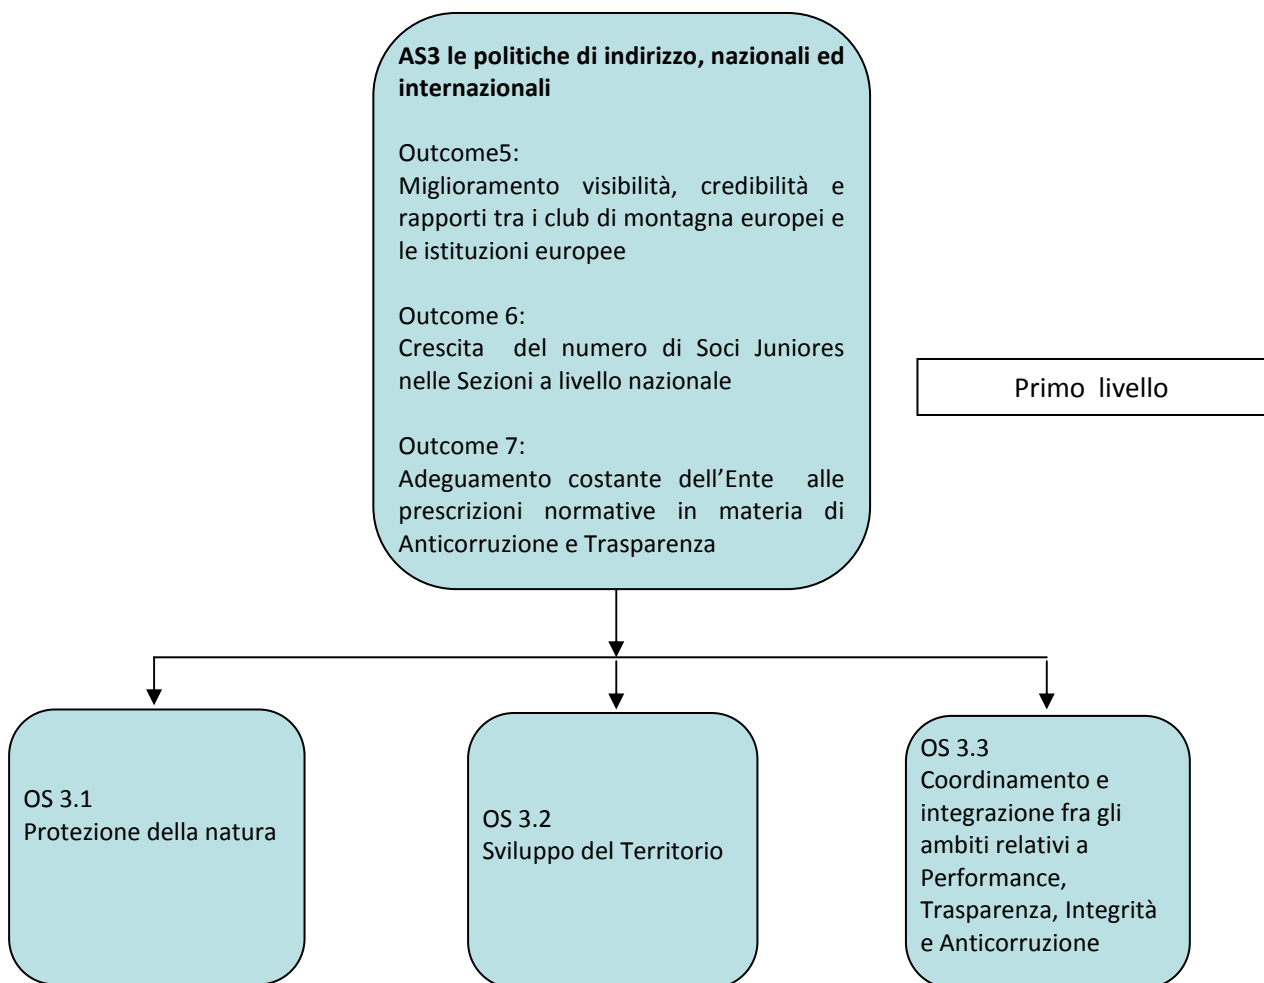 AS3 le politiche di indirizzo, nazionali ed
internazionali
Outcome5:
Miglioramento visibilità, credibilità e
rapporti tra i club di montagna europei e
le istituzioni europee
Outcome 6:
Crescita del numero di Soci Juniores
nelle Sezioni a livello nazionale
Outcome 7:
Adeguamento costante dell’Ente alle
prescrizioni normative in materia di
Anticorruzione e Trasparenza
Primo livello
OS 3.1
Protezione della natura
OS 3.2
Sviluppo del Territorio
OS 3.3
Coordinamento e
integrazione fra gli
ambiti relativi a
Performance,
Trasparenza, Integrità
e Anticorruzione